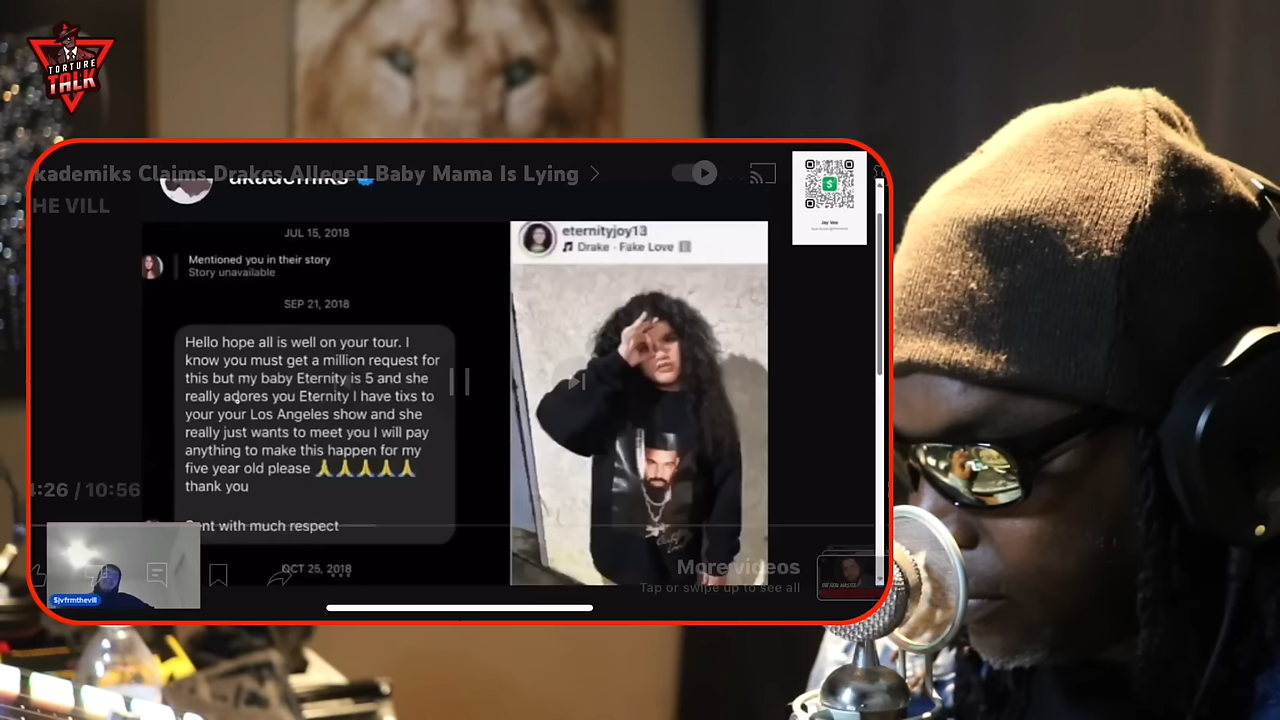 TORTURE
TALK
kademiks Claims Drakes Alleged Baby Mama Is Lying
HE VILL
akademiks
JUL 15, 2018
Mentioned you in their story
Story unavailable
SEP 21, 2018
Hello hope all is well on your tour. I
know you must get a million request for
this but my baby Eternity is 5 and she
really adores you Eternity I have tixs to
your your Los Angeles show and she
really just wants to meet you I will pay
anything to make this happen for my
five year old please 🙏🙏🙏🙏🙏
thank you
Sent with much respect
OCT 25, 2018
eternityjoy13
Drake - Fake Love
Jay Vee
4:26 / 10:56
More videos
Tap or swipe up to see all
$jvfrmthevill